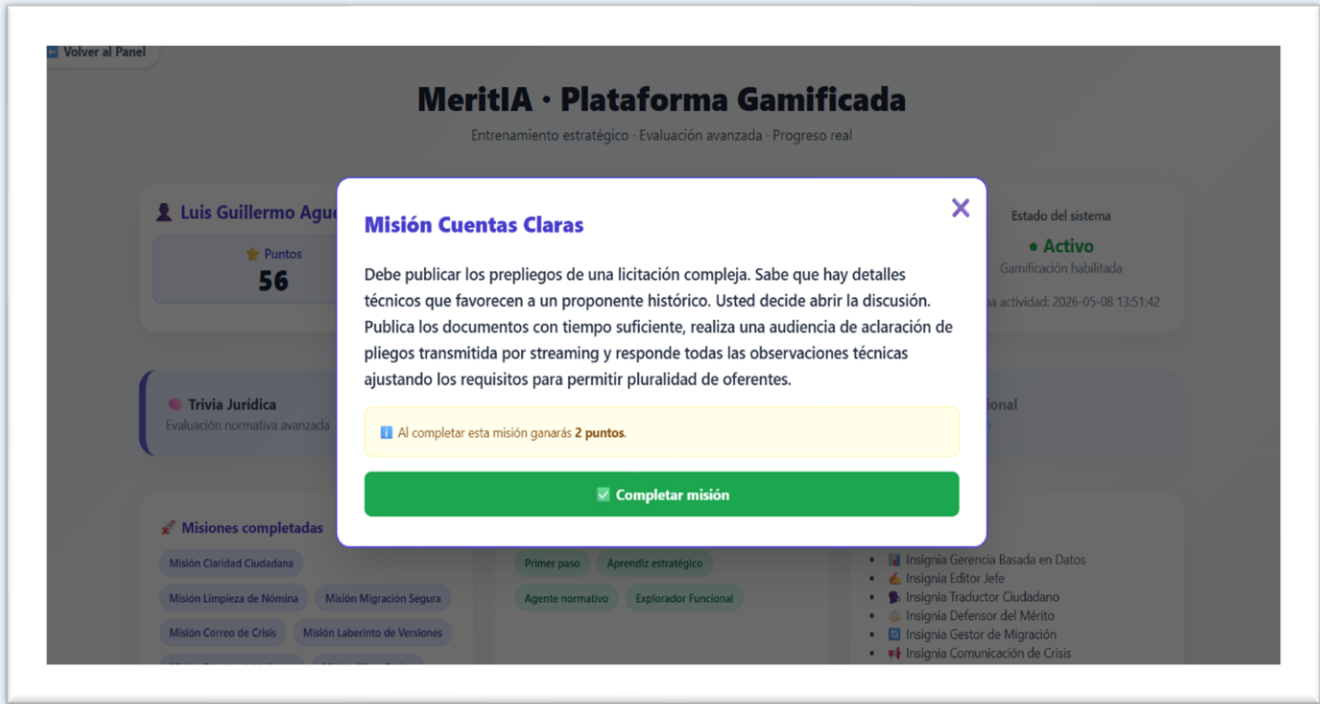 Volver al Panel
MeritIA · Plataforma Gamificada
Entrenamiento estratégico · Evaluación avanzada · Progreso real
Luis Guillermo
Puntos
56
Estado del sistema
● Activo
Gamificación habilitada
actividad: 2026-05-08 13:51:42
Misión Cuentas Claras
Debe publicar los prepliegos de una licitación compleja. Sabe que hay detalles
técnicos que favorecen a un proponente histórico. Usted decide abrir la discusión.
Publica los documentos con tiempo suficiente, realiza una audiencia de aclaración de
pliegos transmitida por streaming y responde todas las observaciones técnicas
ajustando los requisitos para permitir pluralidad de oferentes.
Al completar esta misión ganarás 2 puntos.
Completar misión
Trivia Jurídica
Evaluación normativa avanzada
Misiones completadas
Misión Claridad Ciudadana
Misión Limpieza de Nómina Misión Migración Segura
Misión Correo de Crisis Misión Laberinto de Versiones
Primer paso Aprendiz estratégico
Agente normativo Explorador Funcional
Insignia Gerencia Basada en Datos
Insignia Editor Jefe
Insignia Traductor Ciudadano
Insignia Defensor del Mérito
Insignia Gestor de Migración
Insignia Comunicación de Crisis